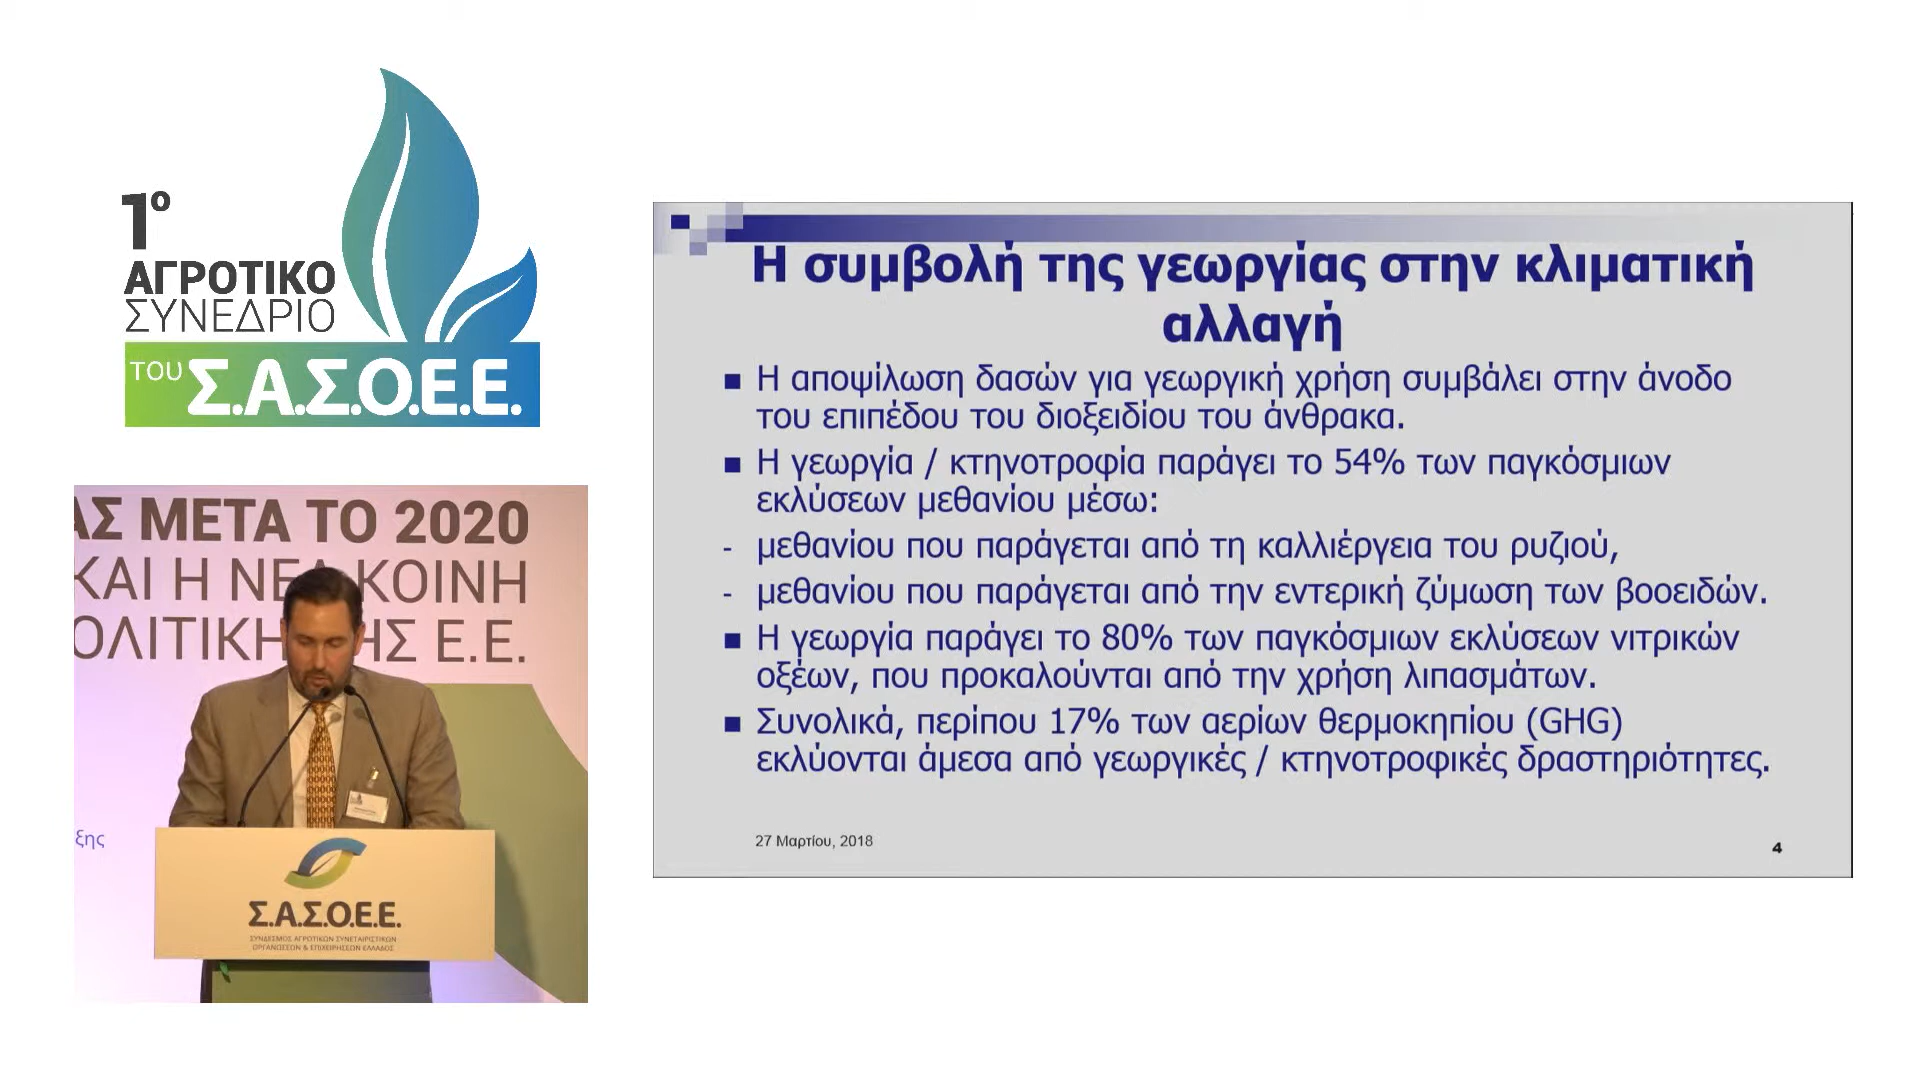 1ο
ΑΓΡΟΤΙΚΟ
ΣΥΝΕΔΡΙΟ
ΤΟΥ Σ.Α.Σ.Ο.Ε.Ε.
ΑΣ ΜΕΤΑ ΤΟ 2020
ΚΑΙ Η ΝΕΑ ΚΟΙΝΗ
ΟΛΙΤΙΚΗ ΤΗΣ Ε.Ε.
ξης
Σ.Α.Σ.Ο.Ε.Ε.
ΣΥΝΔΕΣΜΟΣ ΑΓΡΟΤΙΚΩΝ ΣΥΝΕΤΑΙΡΙΣΤΙΚΩΝ
ΟΡΓΑΝΩΣΕΩΝ & ΕΠΙΧΕΙΡΗΣΕΩΝ ΕΛΛΑΔΟΣ
Η συμβολή της γεωργίας στην κλιματική
αλλαγή
■ Η αποψίλωση δασών για γεωργική χρήση συμβάλει στην άνοδο
του επιπέδου του διοξειδίου του άνθρακα.
■ Η γεωργία / κτηνοτροφία παράγει το 54% των παγκόσμιων
εκλύσεων μεθανίου μέσω:
- μεθανίου που παράγεται από τη καλλιέργεια του ρυζιού,
- μεθανίου που παράγεται από την εντερική ζύμωση των βοοειδών.
■ Η γεωργία παράγει το 80% των παγκόσμιων εκλύσεων νιτρικών
οξέων, που προκαλούνται από την χρήση λιπασμάτων.
■ Συνολικά, περίπου 17% των αερίων θερμοκηπίου (GHG)
εκλύονται άμεσα από γεωργικές / κτηνοτροφικές δραστηριότητες.
27 Μαρτίου, 2018
4